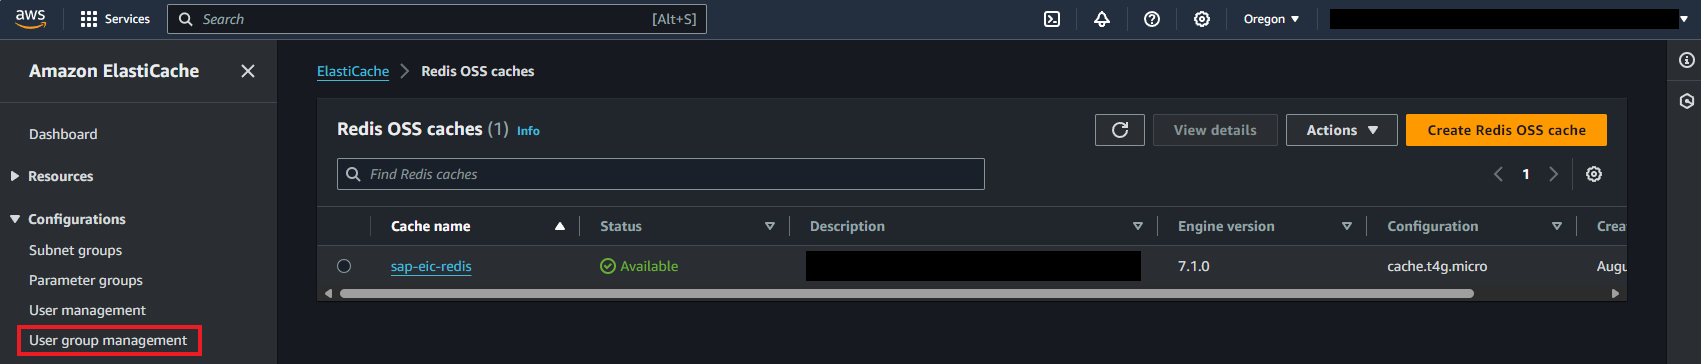 aws Services Search [Alt+S] Oregon
Amazon ElastiCache
ElastiCache Redis OSS caches
Dashboard
Resources
Configurations
Subnet groups
Parameter groups
User management
User group management
Redis OSS caches (1) Info
View details Actions Create Redis OSS cache
Find Redis caches
1
Cache name Status Description Engine version Configuration Crea
sap-eic-redis Available 7.1.0 cache.t4g.micro Augu